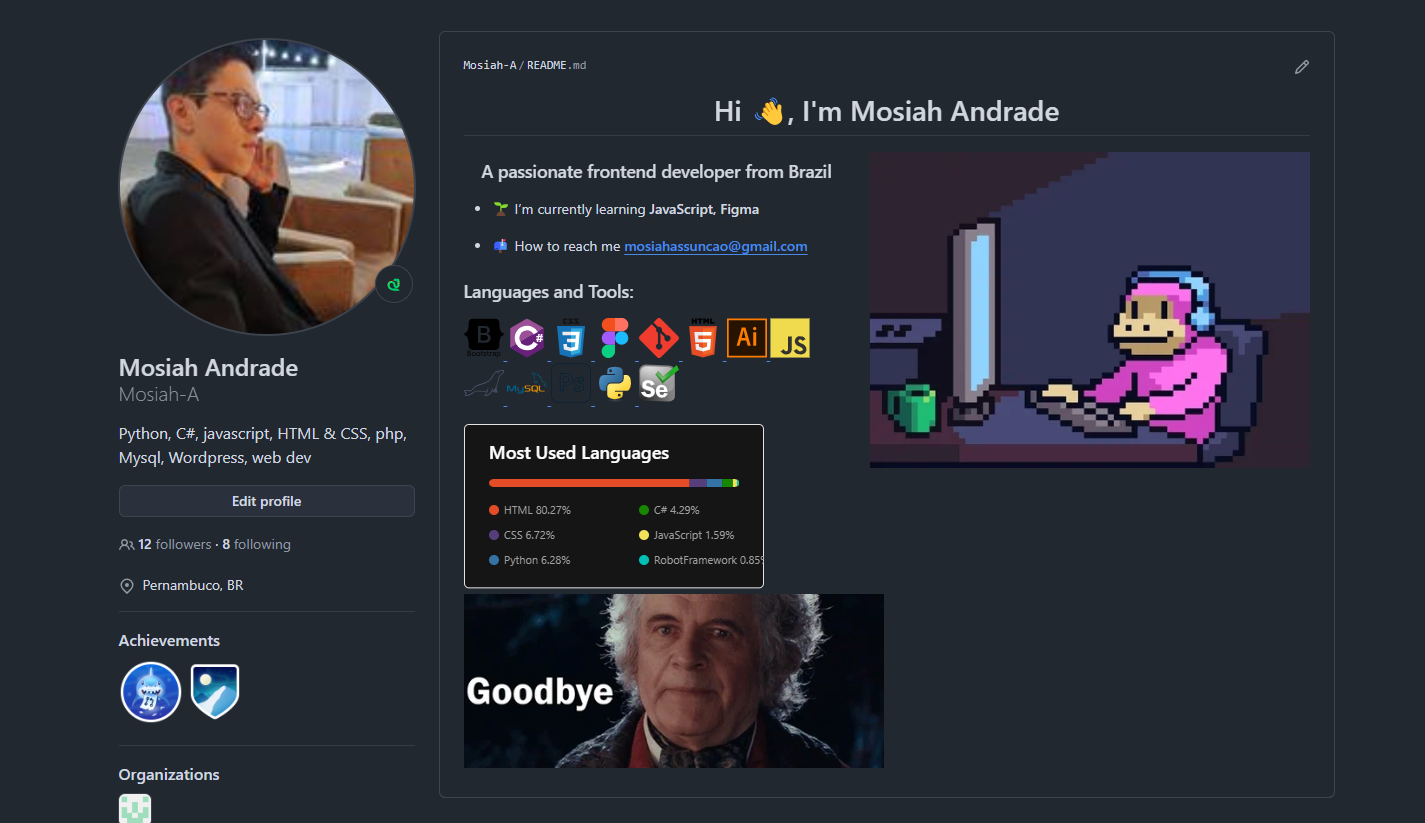 Mosiah Andrade
Mosiah-A
Python, C#, javascript, HTML & CSS, php,
Mysql, Wordpress, web dev
Edit profile
12 followers · 8 following
Pernambuco, BR
Achievements
Organizations
Mosiah-A/README.md
Hi 👋, I'm Mosiah Andrade
A passionate frontend developer from Brazil
• 🌱 I’m currently learning JavaScript, Figma
• 📫 How to reach me mosiahassuncao@gmail.com
Languages and Tools:
B
Bootstrap
C#
CSS
3
HTML
5
Ai
JS
MySQL
Ps
Se
Most Used Languages
HTML 80.27%
CSS 6.72%
Python 6.28%
C# 4.29%
JavaScript 1.59%
RobotFramework 0.85%
Goodbye